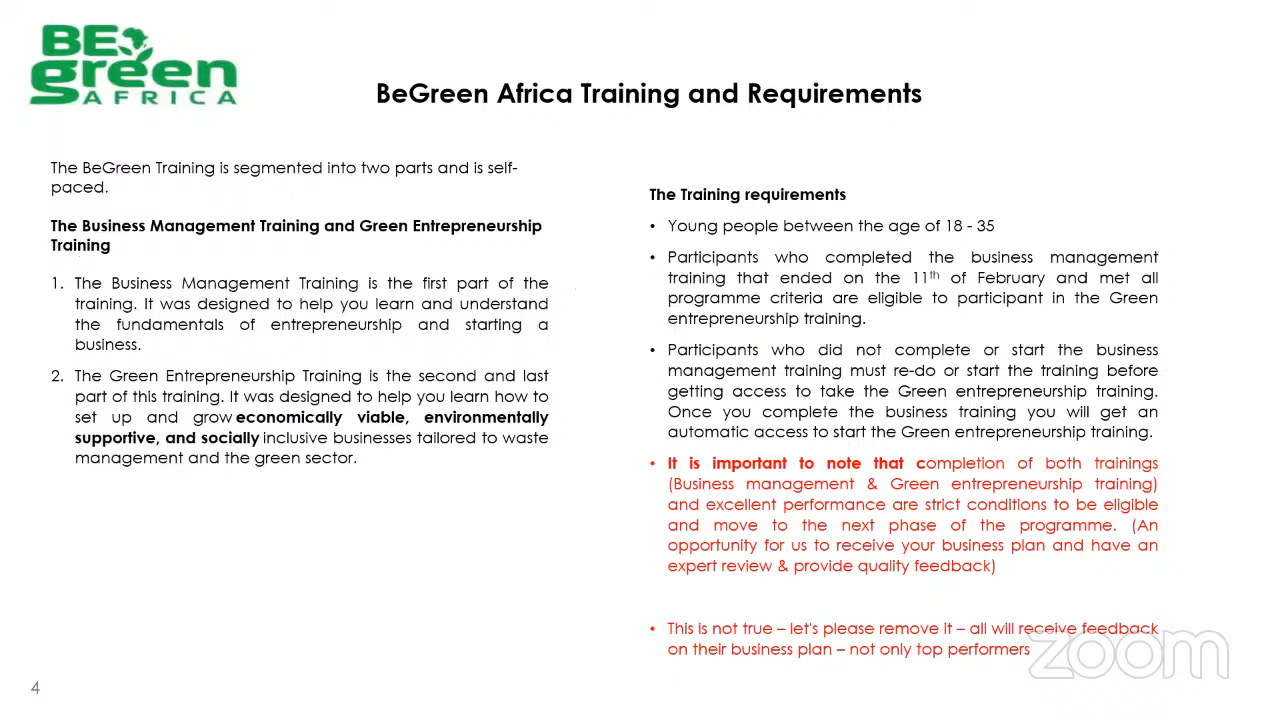 BE
green
AFRICA
BeGreen Africa Training and Requirements
The BeGreen Training is segmented into two parts and is self-
paced.
The Business Management Training and Green Entrepreneurship
Training
1. The Business Management Training is the first part of the
training. It was designed to help you learn and understand
the fundamentals of entrepreneurship and starting a
business.
2. The Green Entrepreneurship Training is the second and last
part of this training. It was designed to help you learn how to
set up and grow economically viable, environmentally
supportive, and socially inclusive businesses tailored to waste
management and the green sector.
The Training requirements
• Young people between the age of 18 - 35
• Participants who completed the business management
training that ended on the 11th of February and met all
programme criteria are eligible to participant in the Green
entrepreneurship training.
• Participants who did not complete or start the business
management training must re-do or start the training before
getting access to take the Green entrepreneurship training.
Once you complete the business training you will get an
automatic access to start the Green entrepreneurship training.
• It is important to note that completion of both trainings
(Business management & Green entrepreneurship training)
and excellent performance are strict conditions to be eligible
and move to the next phase of the programme. (An
opportunity for us to receive your business plan and have an
expert review & provide quality feedback)
• This is not true – let's please remove it – all will receive feedback
on their business plan – not only top performers
zoom
4